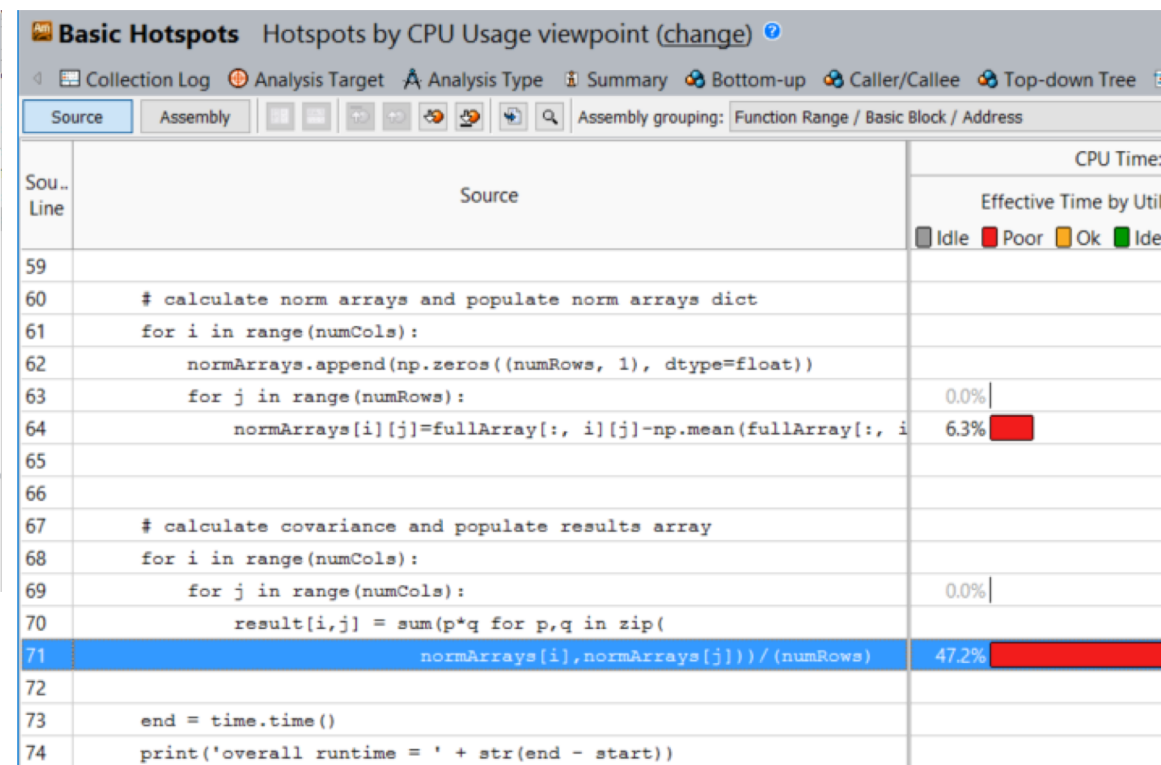 Basic Hotspots Hotspots by CPU Usage viewpoint (change)
Collection Log Analysis Target Analysis Type Summary Bottom-up Caller/Callee Top-down Tree
Source Assembly Assembly grouping: Function Range / Basic Block / Address
CPU Time:
Sou.. Line
Source
Effective Time by Util
Idle Poor Ok Ide
59
60 # calculate norm arrays and populate norm arrays dict
61 for i in range(numCols):
62 normArrays.append(np.zeros((numRows, 1), dtype=float))
63 for j in range(numRows): 0.0%
64 normArrays[i][j]=fullArray[:, i][j]-np.mean(fullArray[:, i 6.3%
65
66
67 # calculate covariance and populate results array
68 for i in range(numCols):
69 for j in range(numCols): 0.0%
70 result[i,j] = sum(p*q for p,q in zip(
71 normArrays[i],normArrays[j]))/(numRows) 47.2%
72
73 end = time.time()
74 print('overall runtime = ' + str(end - start))